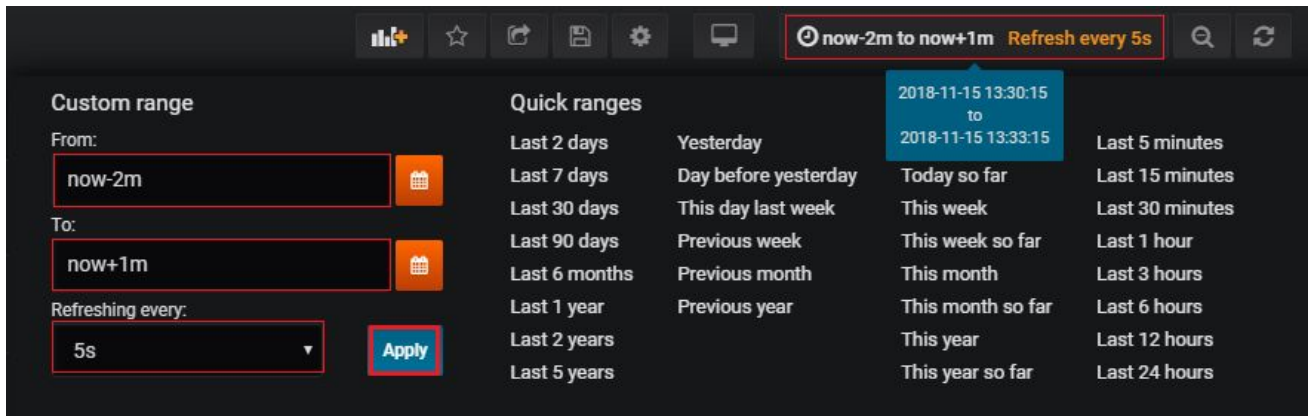 now-2m to now+1m Refresh every 5s
2018-11-15 13:30:15
to
2018-11-15 13:33:15
Custom range
From:
now-2m
To:
now+1m
Refreshing every:
5s
Apply
Quick ranges
Last 2 days
Last 7 days
Last 30 days
Last 90 days
Last 6 months
Last 1 year
Last 2 years
Last 5 years
Yesterday
Day before yesterday
This day last week
Previous week
Previous month
Previous year
Today so far
This week
This week so far
This month
This month so far
This year
This year so far
Last 5 minutes
Last 15 minutes
Last 30 minutes
Last 1 hour
Last 3 hours
Last 6 hours
Last 12 hours
Last 24 hours